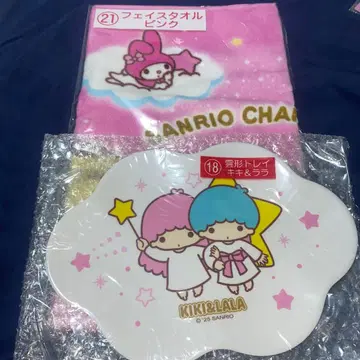 21 フェイスタオル
ピンク
SANRIO CHAR
18 雲形トレイ
キキ&ララ
KIKI&LALA
© '25 SANRIO